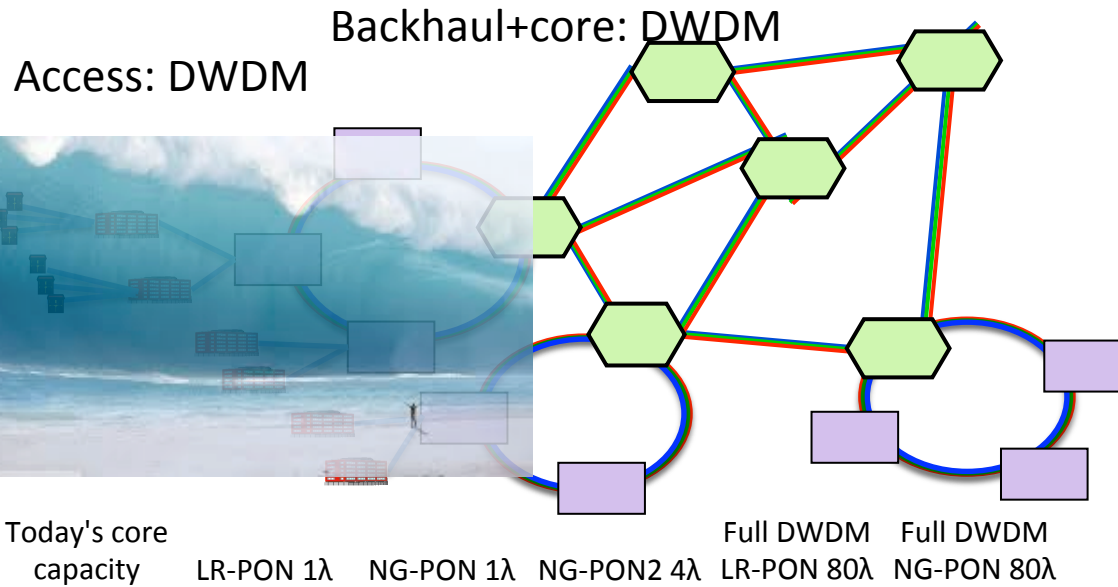 Backhaul+core: DWDM
Access: DWDM
Today's core
capacity
LR-PON 1λ
NG-PON 1λ
NG-PON2 4λ
Full DWDM
LR-PON 80λ
Full DWDM
NG-PON 80λ